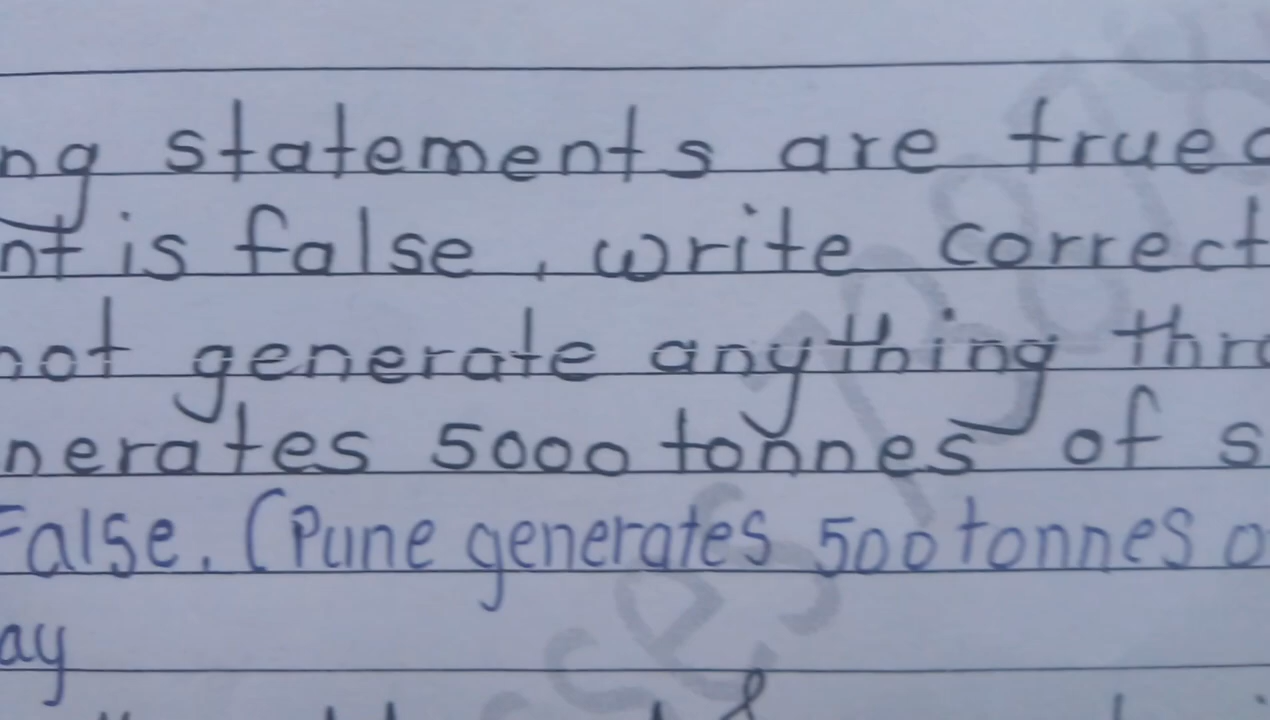 ng statements are true
nt is false, write correct
not generate anything thro
nerates 5000 tonnes of s
False. (Pune generates 500 tonnes o
ay